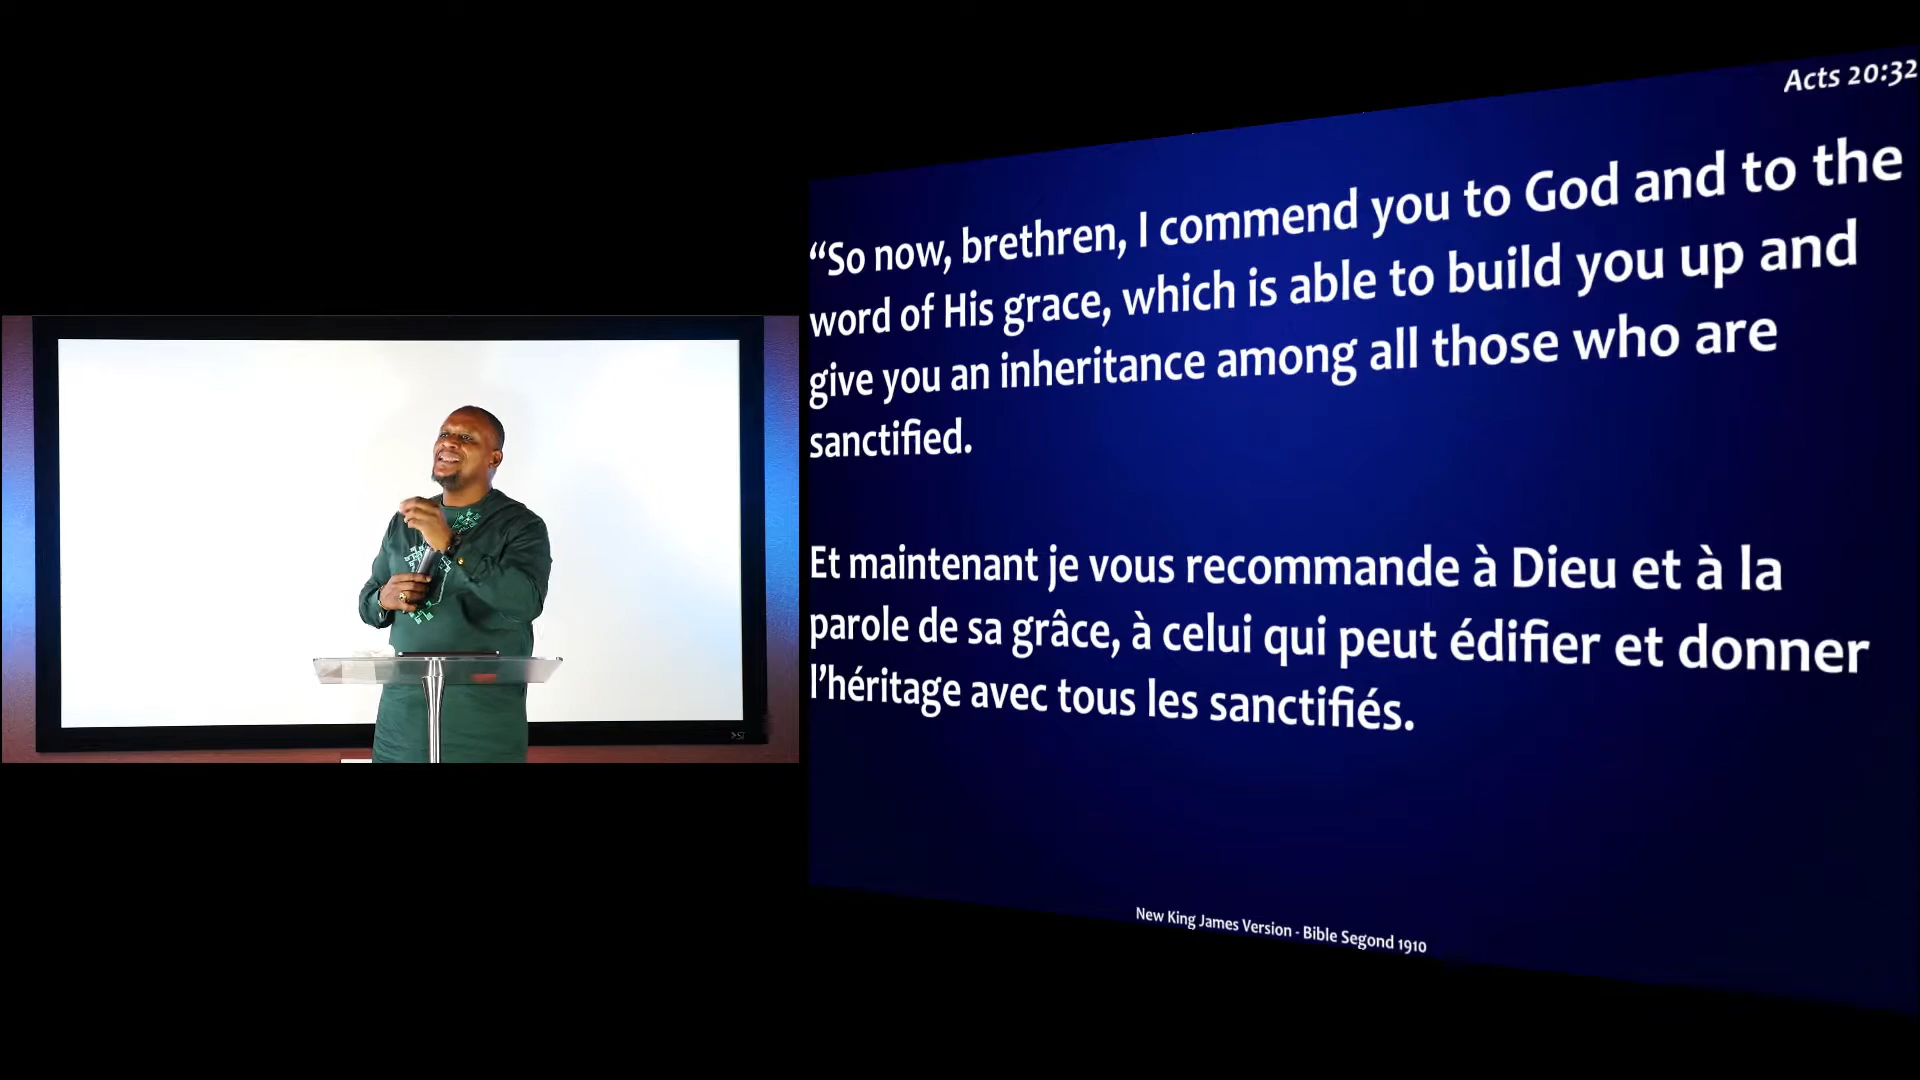 Acts 20:32
“So now, brethren, I commend you to God and to the
word of His grace, which is able to build you up and
give you an inheritance among all those who are
sanctified.
Et maintenant je vous recommande à Dieu et à la
parole de sa grâce, à celui qui peut édifier et donner
l’héritage avec tous les sanctifiés.
New King James Version - Bible Segond 1910